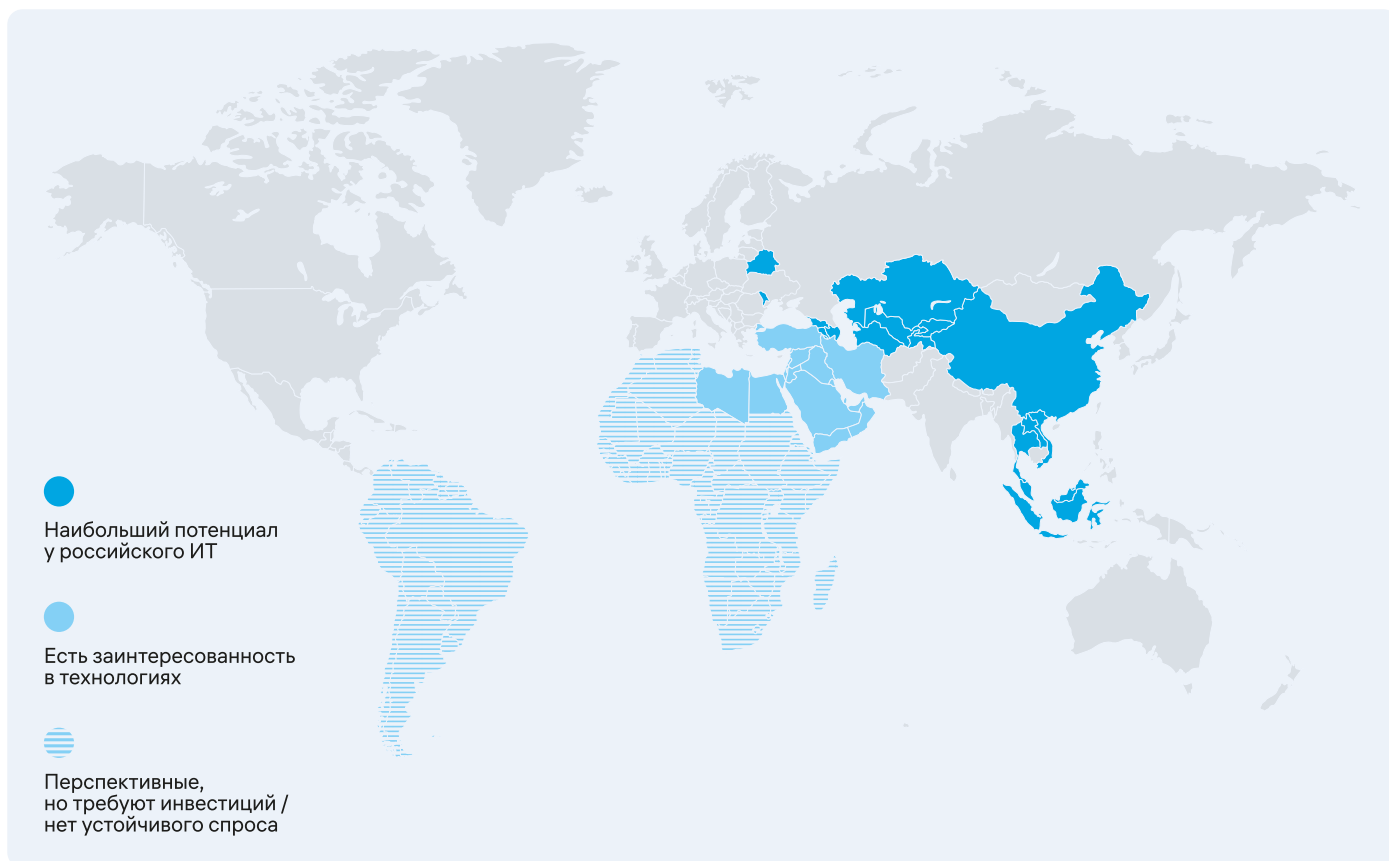 Наибольший потенциал
у российского ИТ
Есть заинтересованность
в технологиях
Перспективные,
но требуют инвестиций /
нет устойчивого спроса